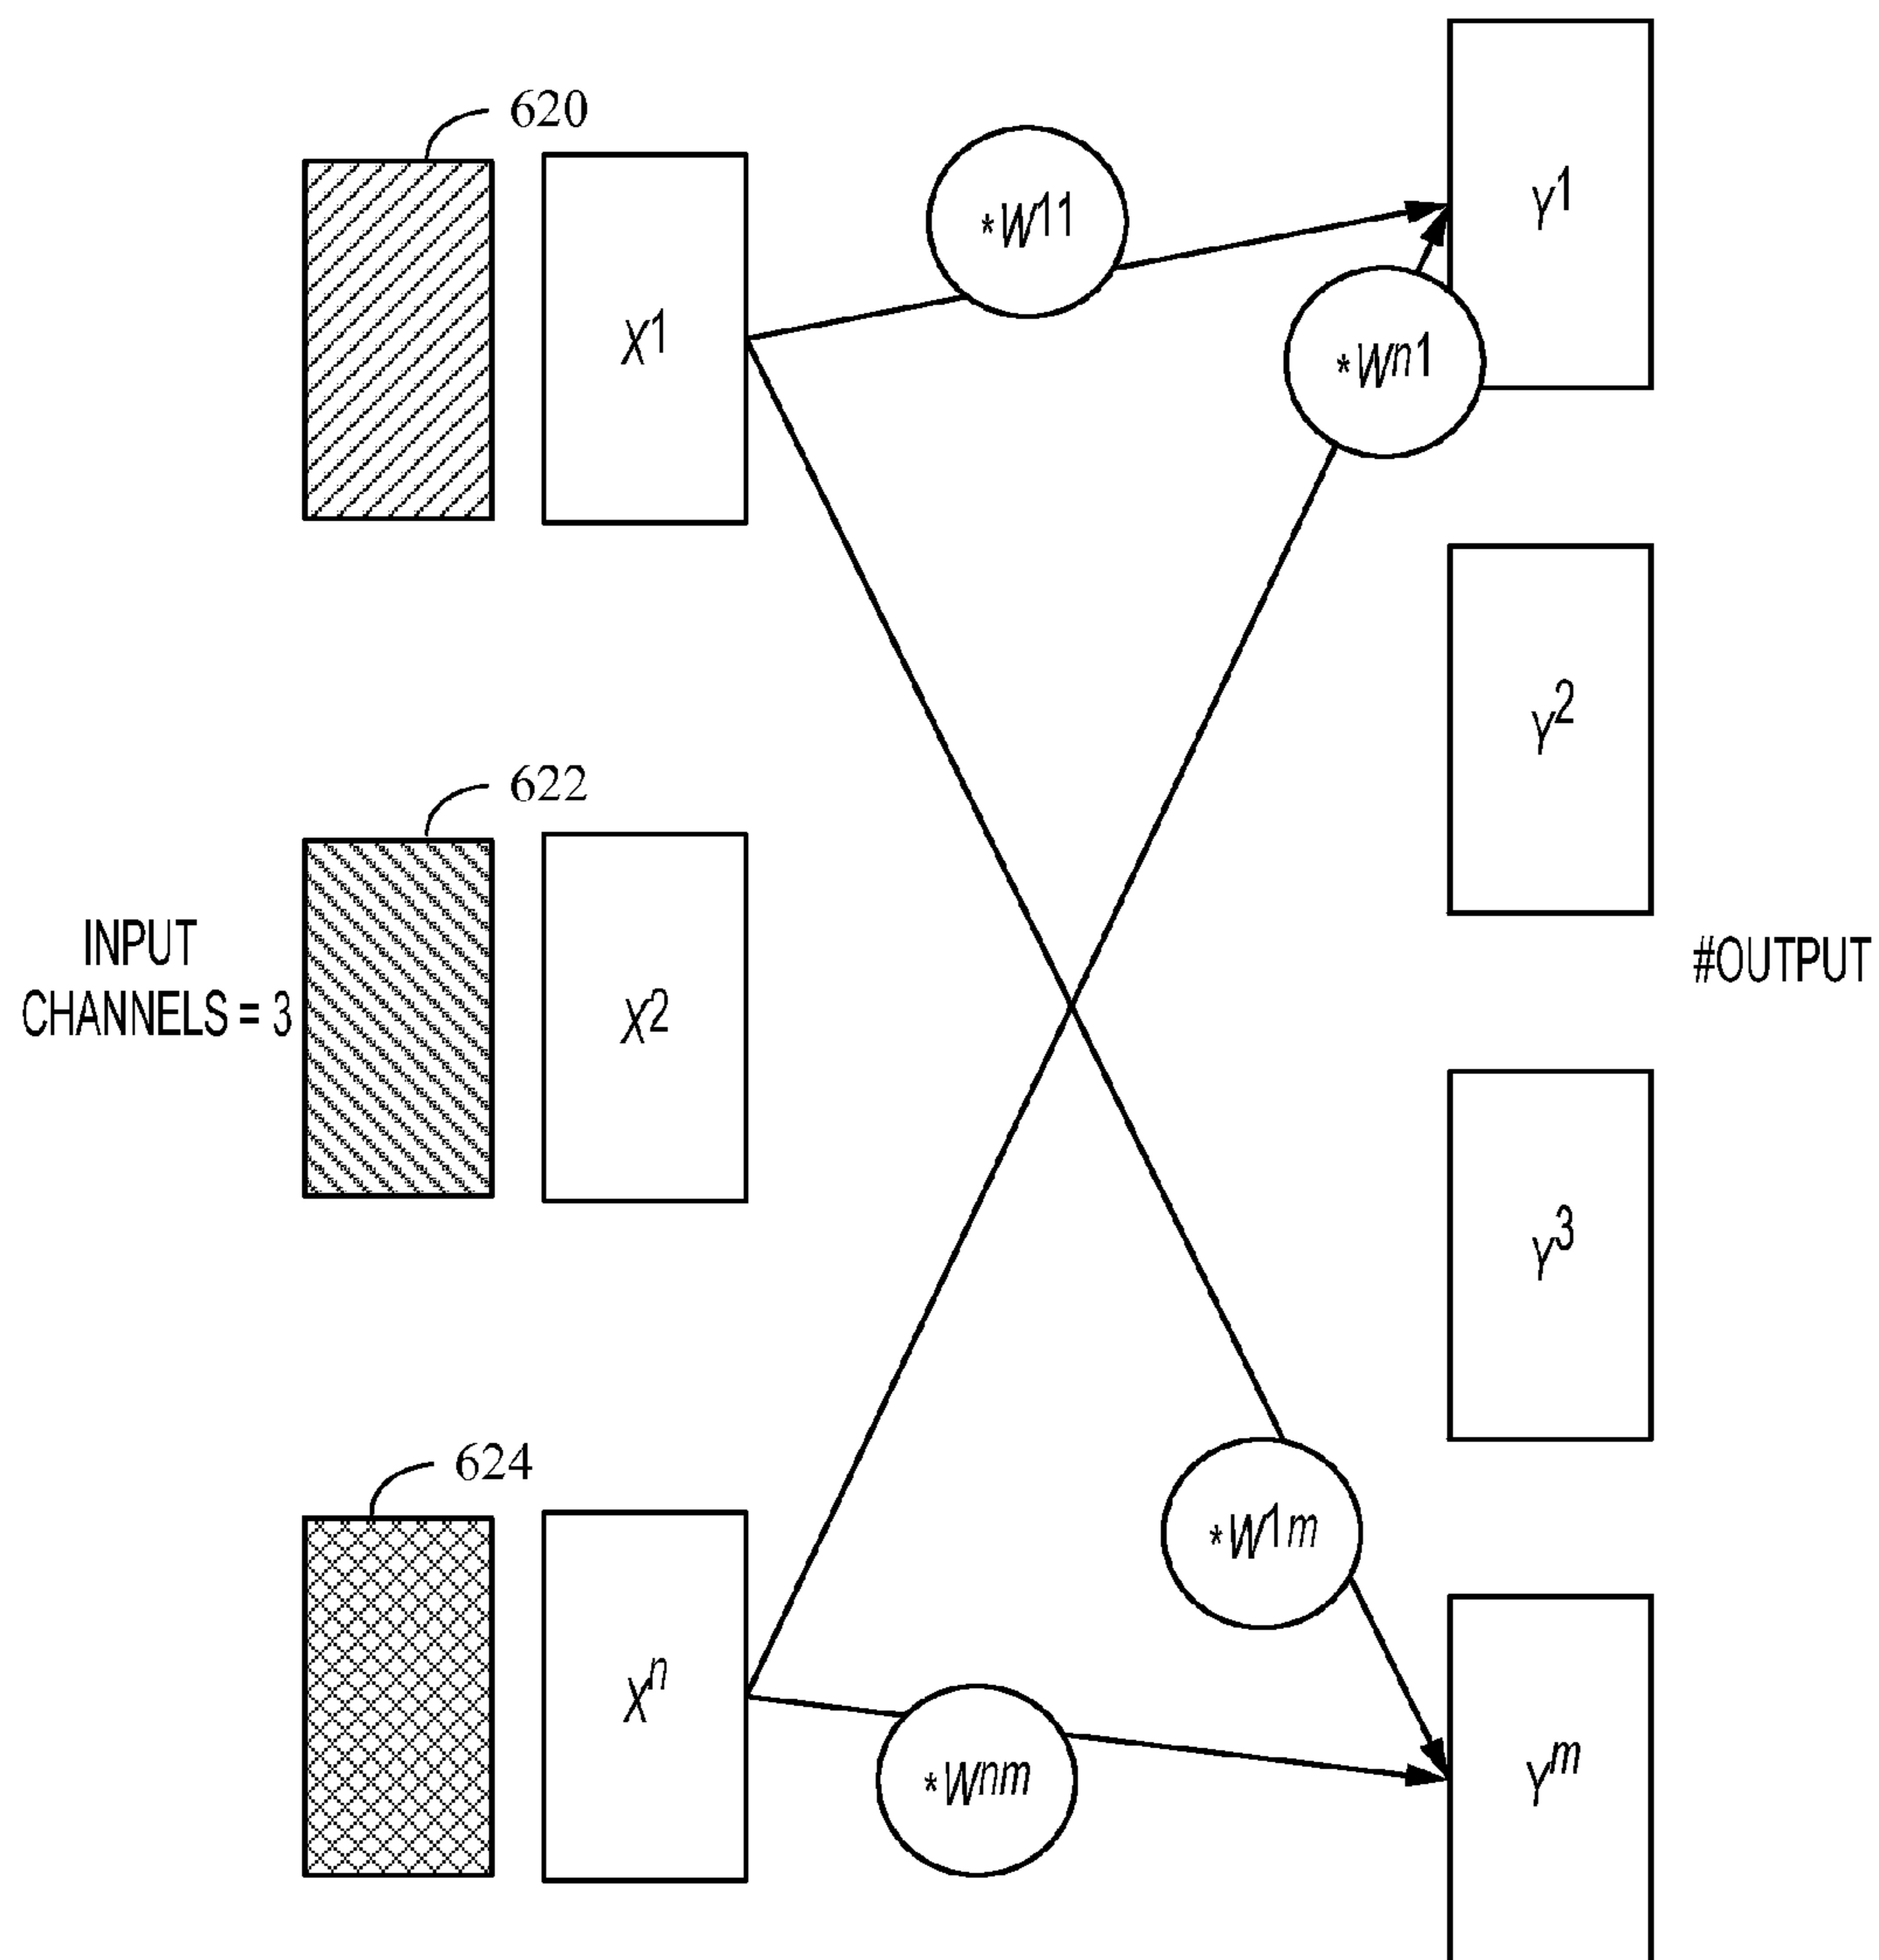 620
*W11
Y1
X1
*Wn1
Y2
622
INPUT
CHANNELS = 3
X2
#OUTPUT
Y3
624
*W1m
Xn
*Wnm
Ym